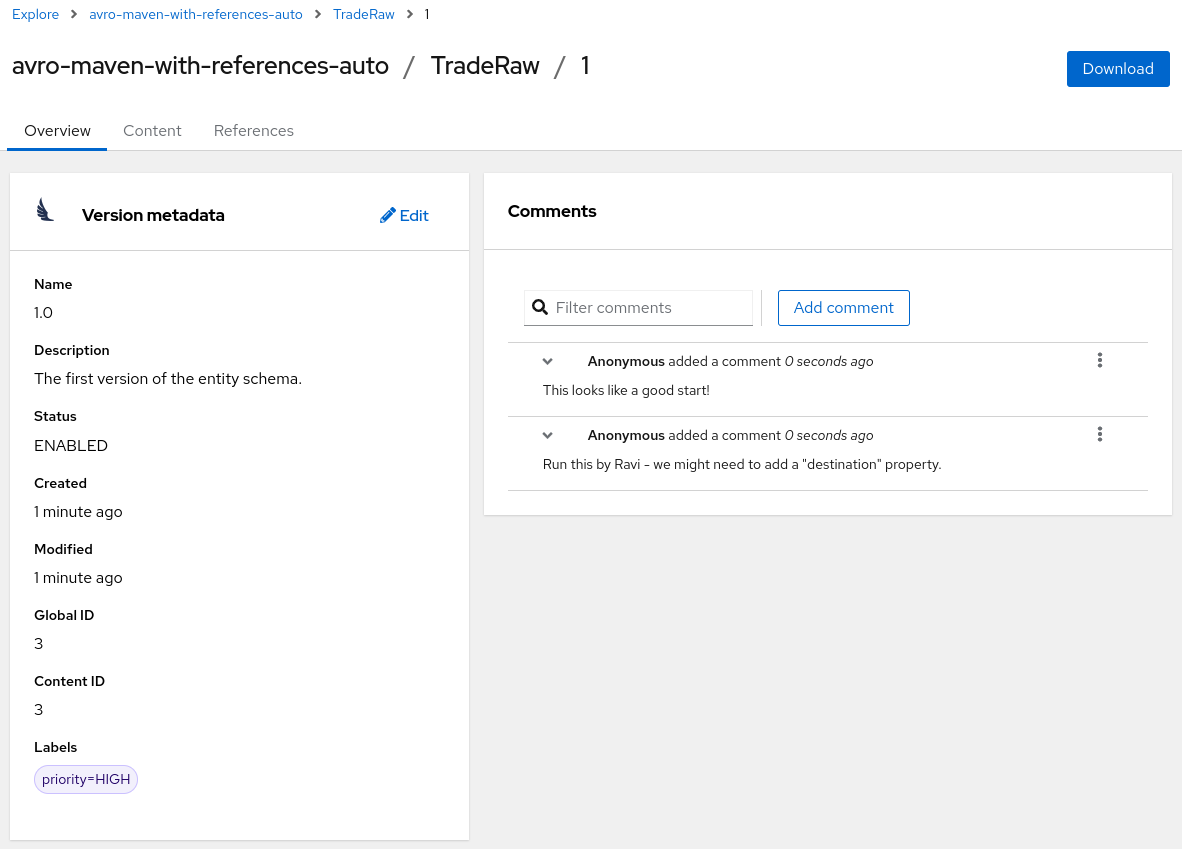 Explore > avro-maven-with-references-auto > TradeRaw > 1
avro-maven-with-references-auto / TradeRaw / 1
Download
Overview Content References
Version metadata
Edit
Name
1.0
Description
The first version of the entity schema.
Status
ENABLED
Created
1 minute ago
Modified
1 minute ago
Global ID
3
Content ID
3
Labels
priority=HIGH
Comments
Filter comments
Add comment
Anonymous added a comment 0 seconds ago
This looks like a good start!
Anonymous added a comment 0 seconds ago
Run this by Ravi - we might need to add a "destination" property.